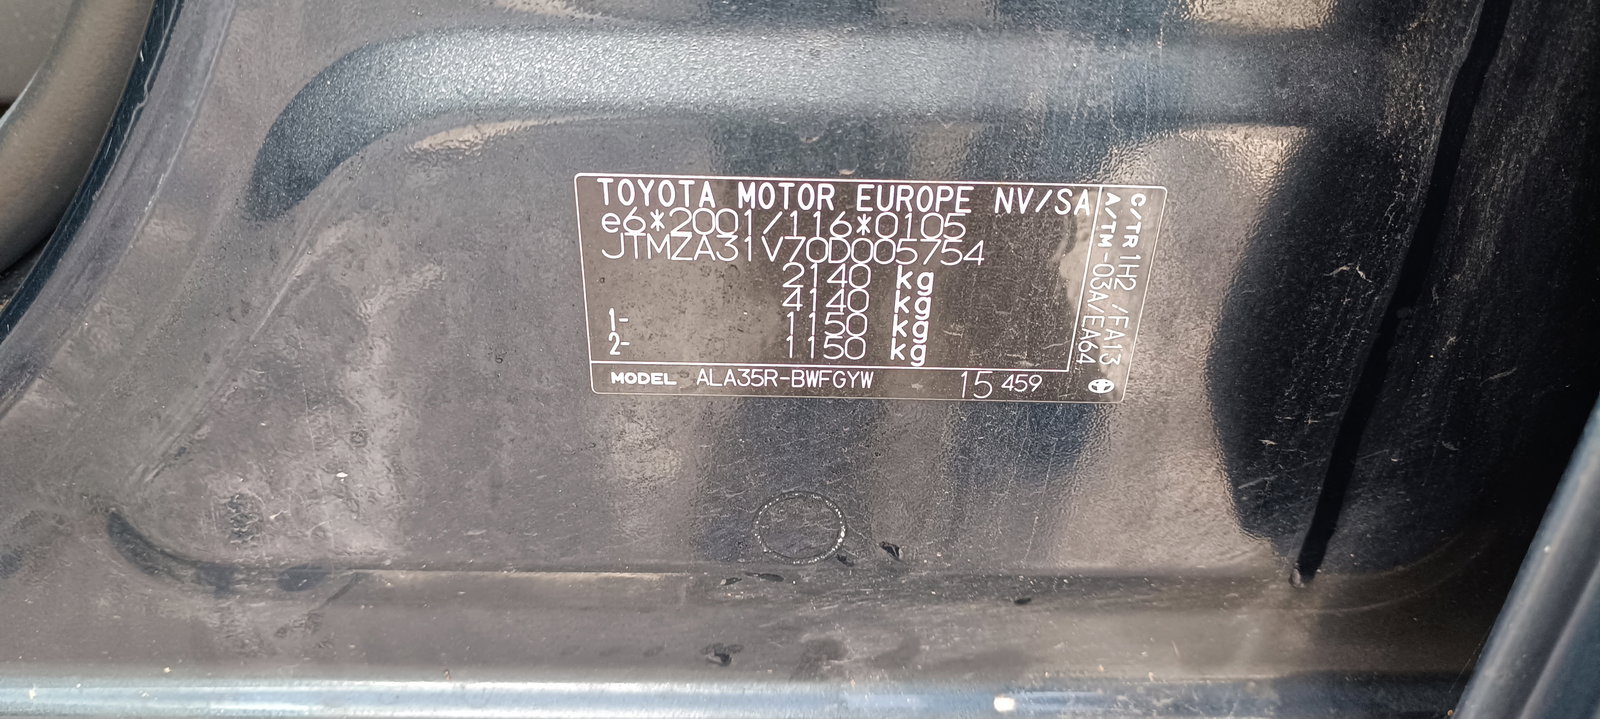 TOYOTA MOTOR EUROPE NV/SA
e6*2001/116*0105
JTMZA31V70D005754
2140 kg
4140 kg
1- 1150 kg
2- 1150 kg
MODEL ALA35R-BWFGYW 15 459
C/TR 1H2 /FA13
A/TM -03A/EA64